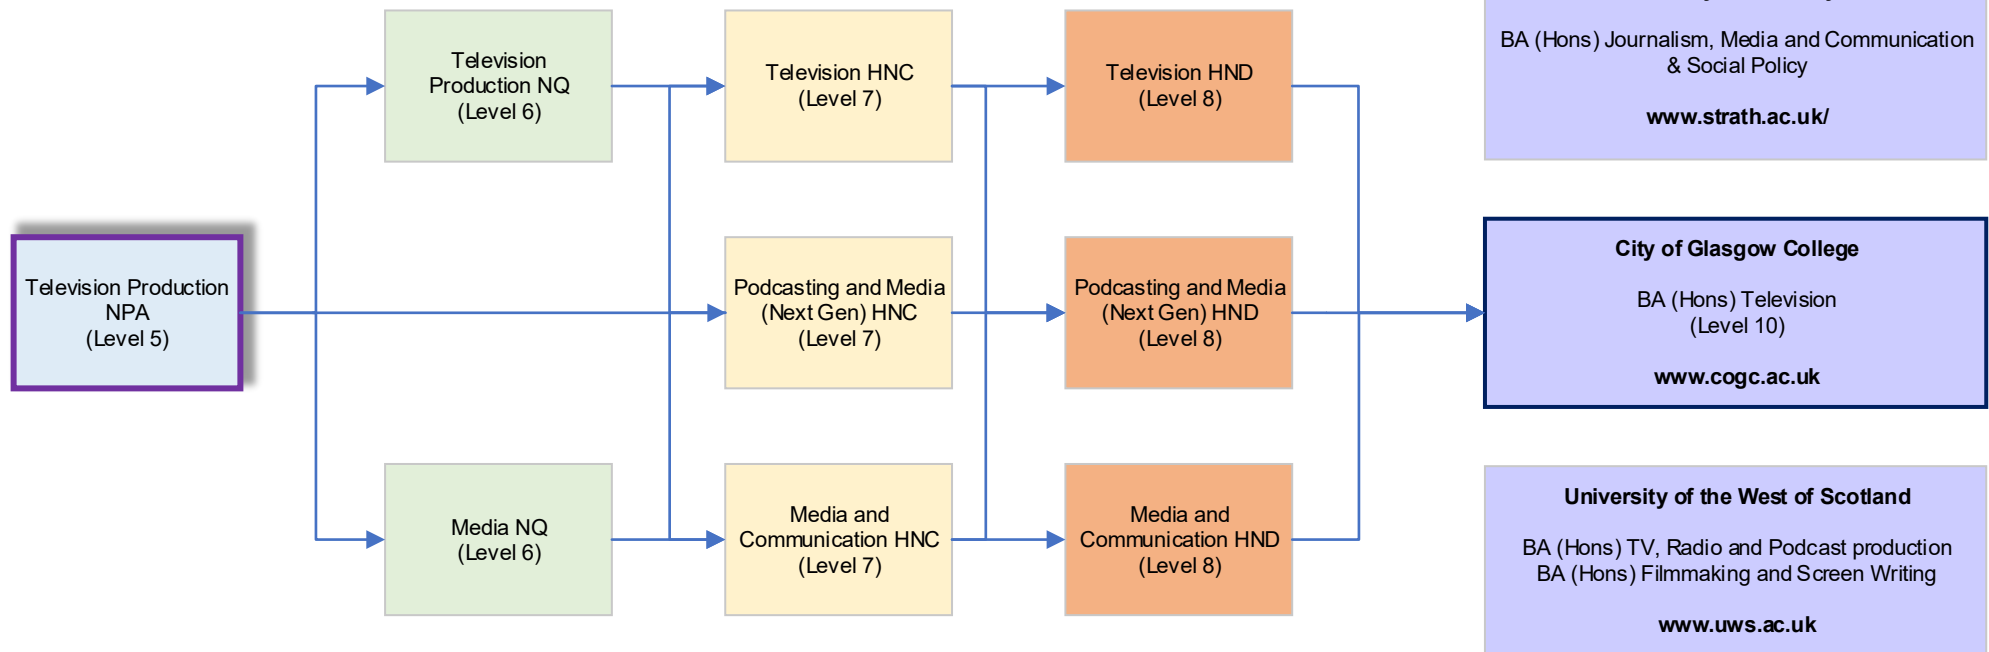 Television
Production NQ
(Level 6)
Television HNC
(Level 7)
Television HND
(Level 8)
BA (Hons) Journalism, Media and Communication
& Social Policy
www.strath.ac.uk/
Television Production
NPA
(Level 5)
Podcasting and Media
(Next Gen) HNC
(Level 7)
Podcasting and Media
(Next Gen) HND
(Level 8)
City of Glasgow College
BA (Hons) Television
(Level 10)
www.cogc.ac.uk
Media NQ
(Level 6)
Media and
Communication HNC
(Level 7)
Media and
Communication HND
(Level 8)
University of the West of Scotland
BA (Hons) TV, Radio and Podcast production
BA (Hons) Filmmaking and Screen Writing
www.uws.ac.uk